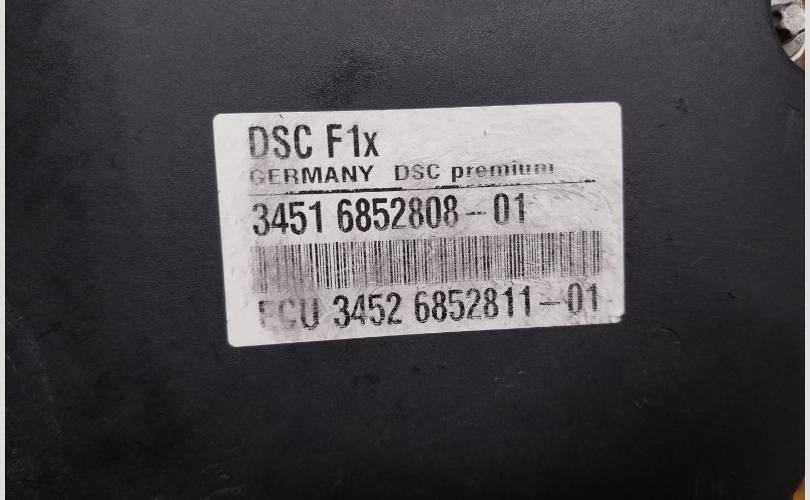 DSC F1x
GERMANY DSC premium
3451 6852808-01
ECU 3452 6852811-01